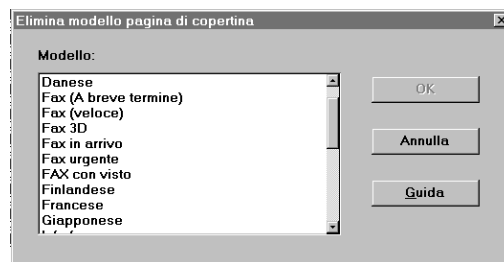 Elimina modello pagina di copertina
Modello:
Danese
Fax (A breve termine)
Fax (veloce)
Fax 3D
Fax in arrivo
Fax urgente
FAX con visto
Finlandese
Francese
Giapponese
OK
Annulla
Guida